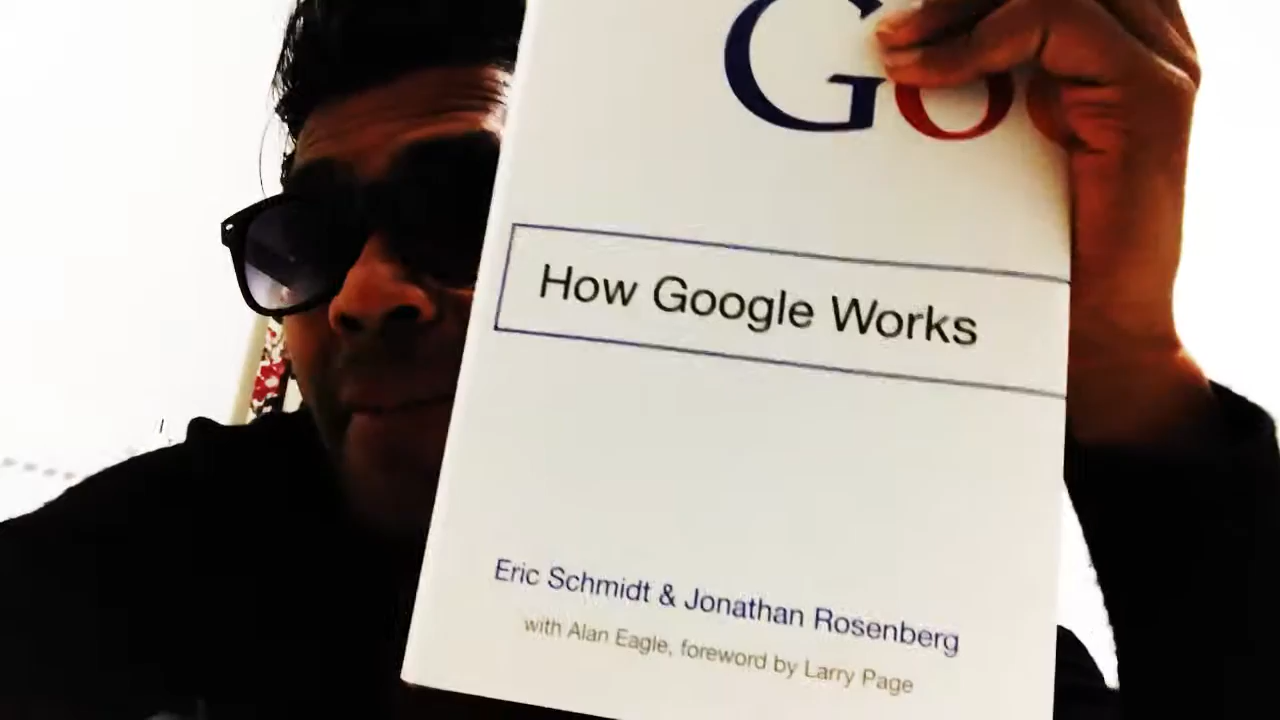 Go
How Google Works
Eric Schmidt & Jonathan Rosenberg
with Alan Eagle, foreword by Larry Page